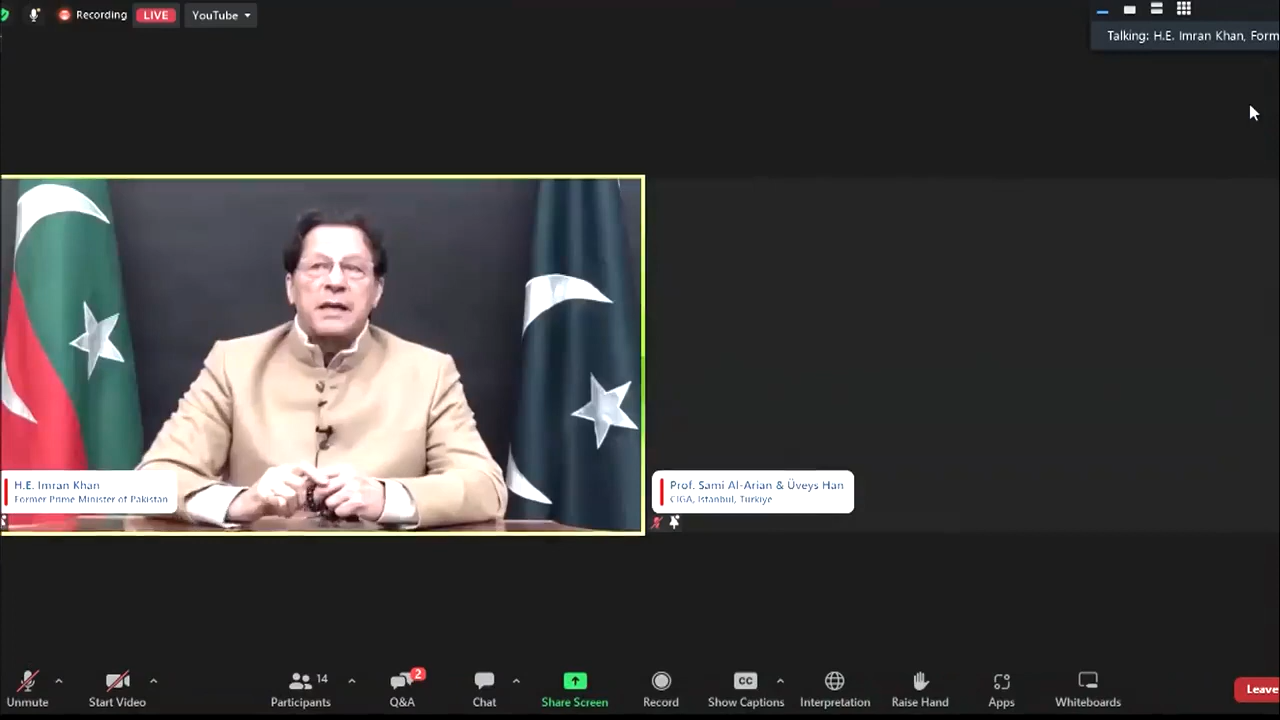 Recording
LIVE
YouTube
Talking: H.E. Imran Khan, Form
H.E. Imran Khan
Former Prime Minister of Pakistan
Prof. Sami Al-Arian & Üveys Han
CIGA, Istanbul, Türkiye
Unmute
Start Video
14
Participants
2
Q&A
Chat
Share Screen
Record
CC
Show Captions
Interpretation
Raise Hand
Apps
Whiteboards
Leave